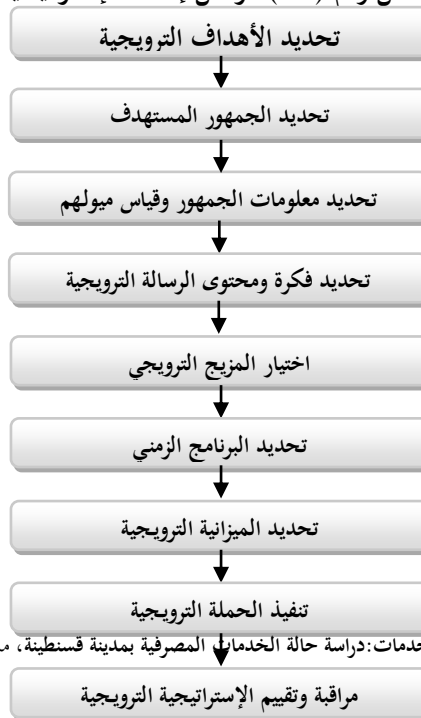 تحديد الأهداف الترويجية
تحديد الجمهور المستهدف
تحديد معلومات الجمهور وقياس ميولهم
تحديد فكرة ومحتوى الرسالة الترويجية
اختيار المزيج الترويجي
تحديد البرنامج الزمني
تحديد الميزانية الترويجية
تنفيذ الحملة الترويجية
دراسة حالة الخدمات المصرفية بمدينة قسنطينة،
مراقبة وتقييم الإستراتيجية الترويجية